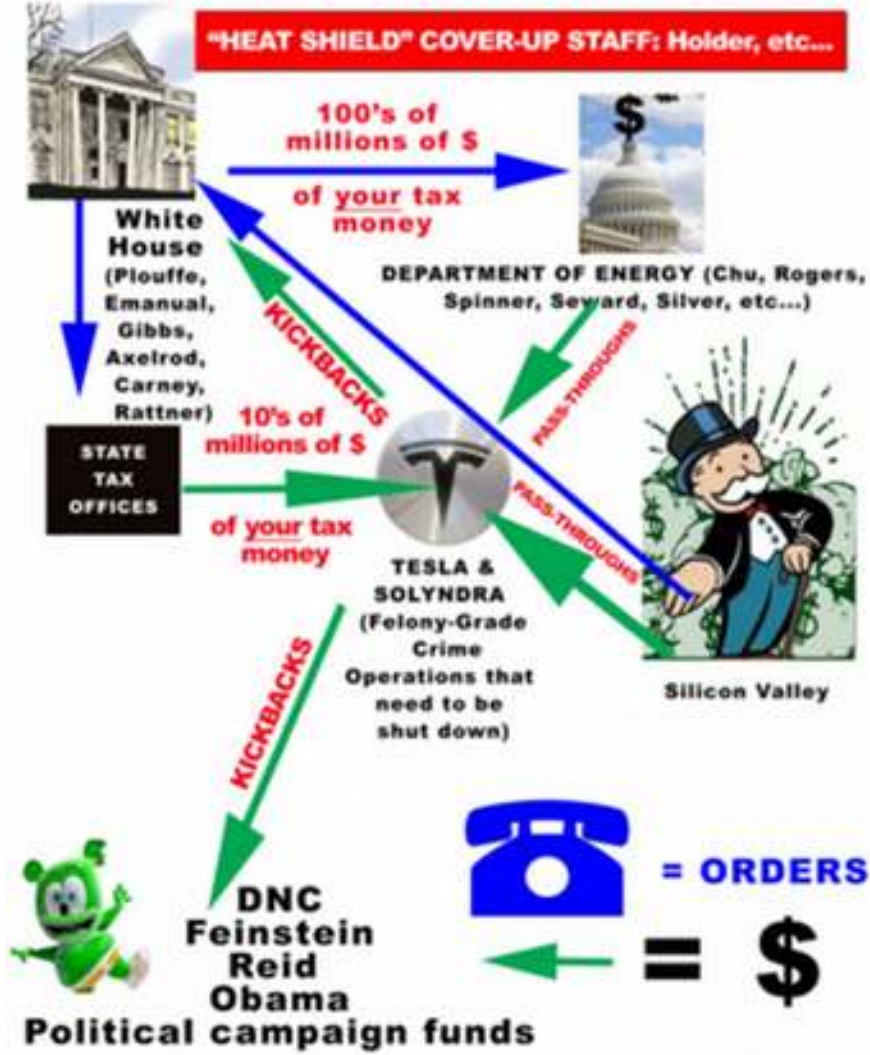 “HEAT SHIELD” COVER-UP STAFF: Holder, etc...
100's of
millions of $
of your tax
money
$
White
House
(Plouffe,
Emanual,
Gibbs,
Axelrod,
Carney,
Rattner)
DEPARTMENT OF ENERGY (Chu, Rogers,
Spinner, Seward, Silver, etc...)
KICKBACKS
PASS-THROUGHS
10's of
millions of $
STATE
TAX
OFFICES
of your tax
money
PASS-THROUGHS
TESLA &
SOLYNDRA
(Felony-Grade
Crime
Operations that
need to be
shut down)
Silicon Valley
KICKBACKS
= ORDERS
DNC
Feinstein
Reid
Obama
Political campaign funds
= $